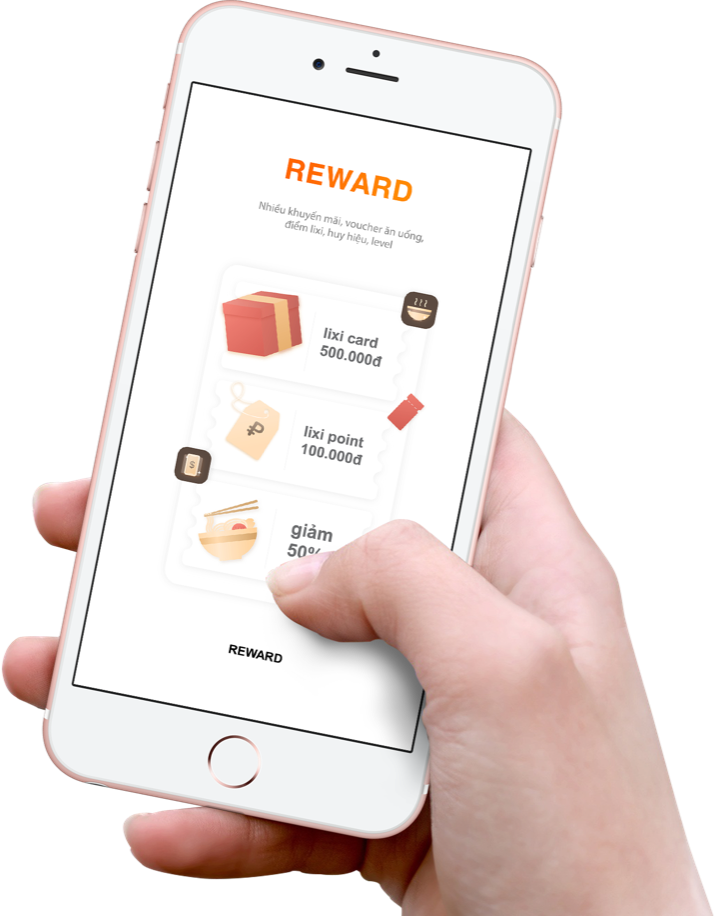 REWARD
Nhiều khuyến mãi, voucher ăn uống,
điểm lixi, huy hiệu, level
lixi card
500.000đ
lixi point
100.000đ
giảm
50%
REWARD